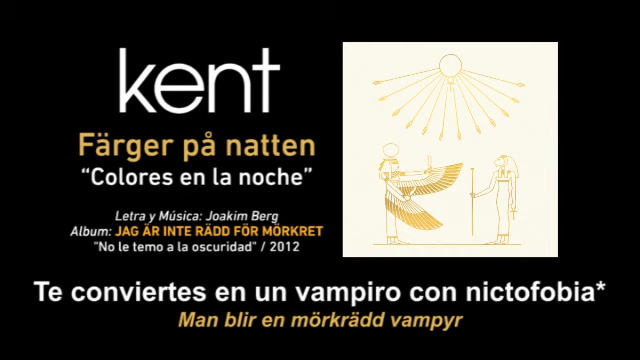 kent
Färger på natten
“Colores en la noche”
Letra y Música: Joakim Berg
Album: JAG ÄR INTE RÄDD FÖR MÖRKRET
"No le temo a la oscuridad" / 2012
Te conviertes en un vampiro con nictofobia*
Man blir en mörkrädd vampyr